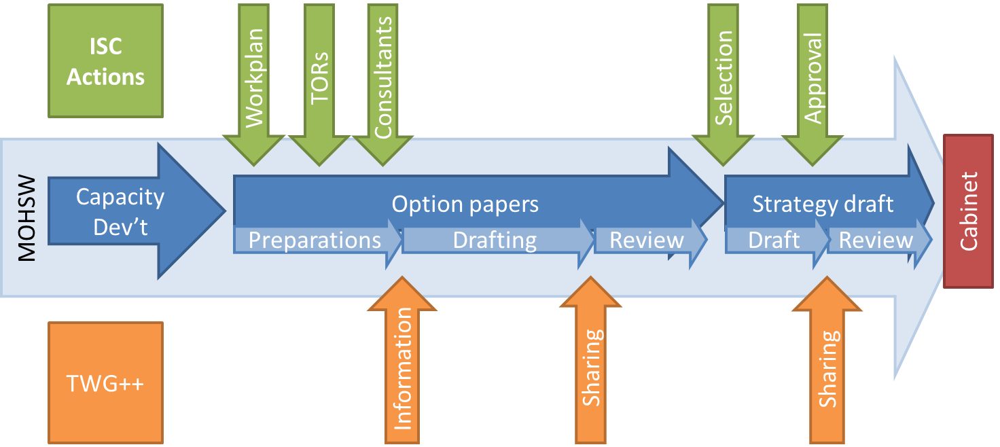 ISC
Actions
Workplan
TORs
Consultants
Selection
Approval
MOHSW
Capacity
Dev’t
Option papers
Preparations
Drafting
Review
Strategy draft
Draft
Review
Cabinet
TWG++
Information
Sharing
Sharing